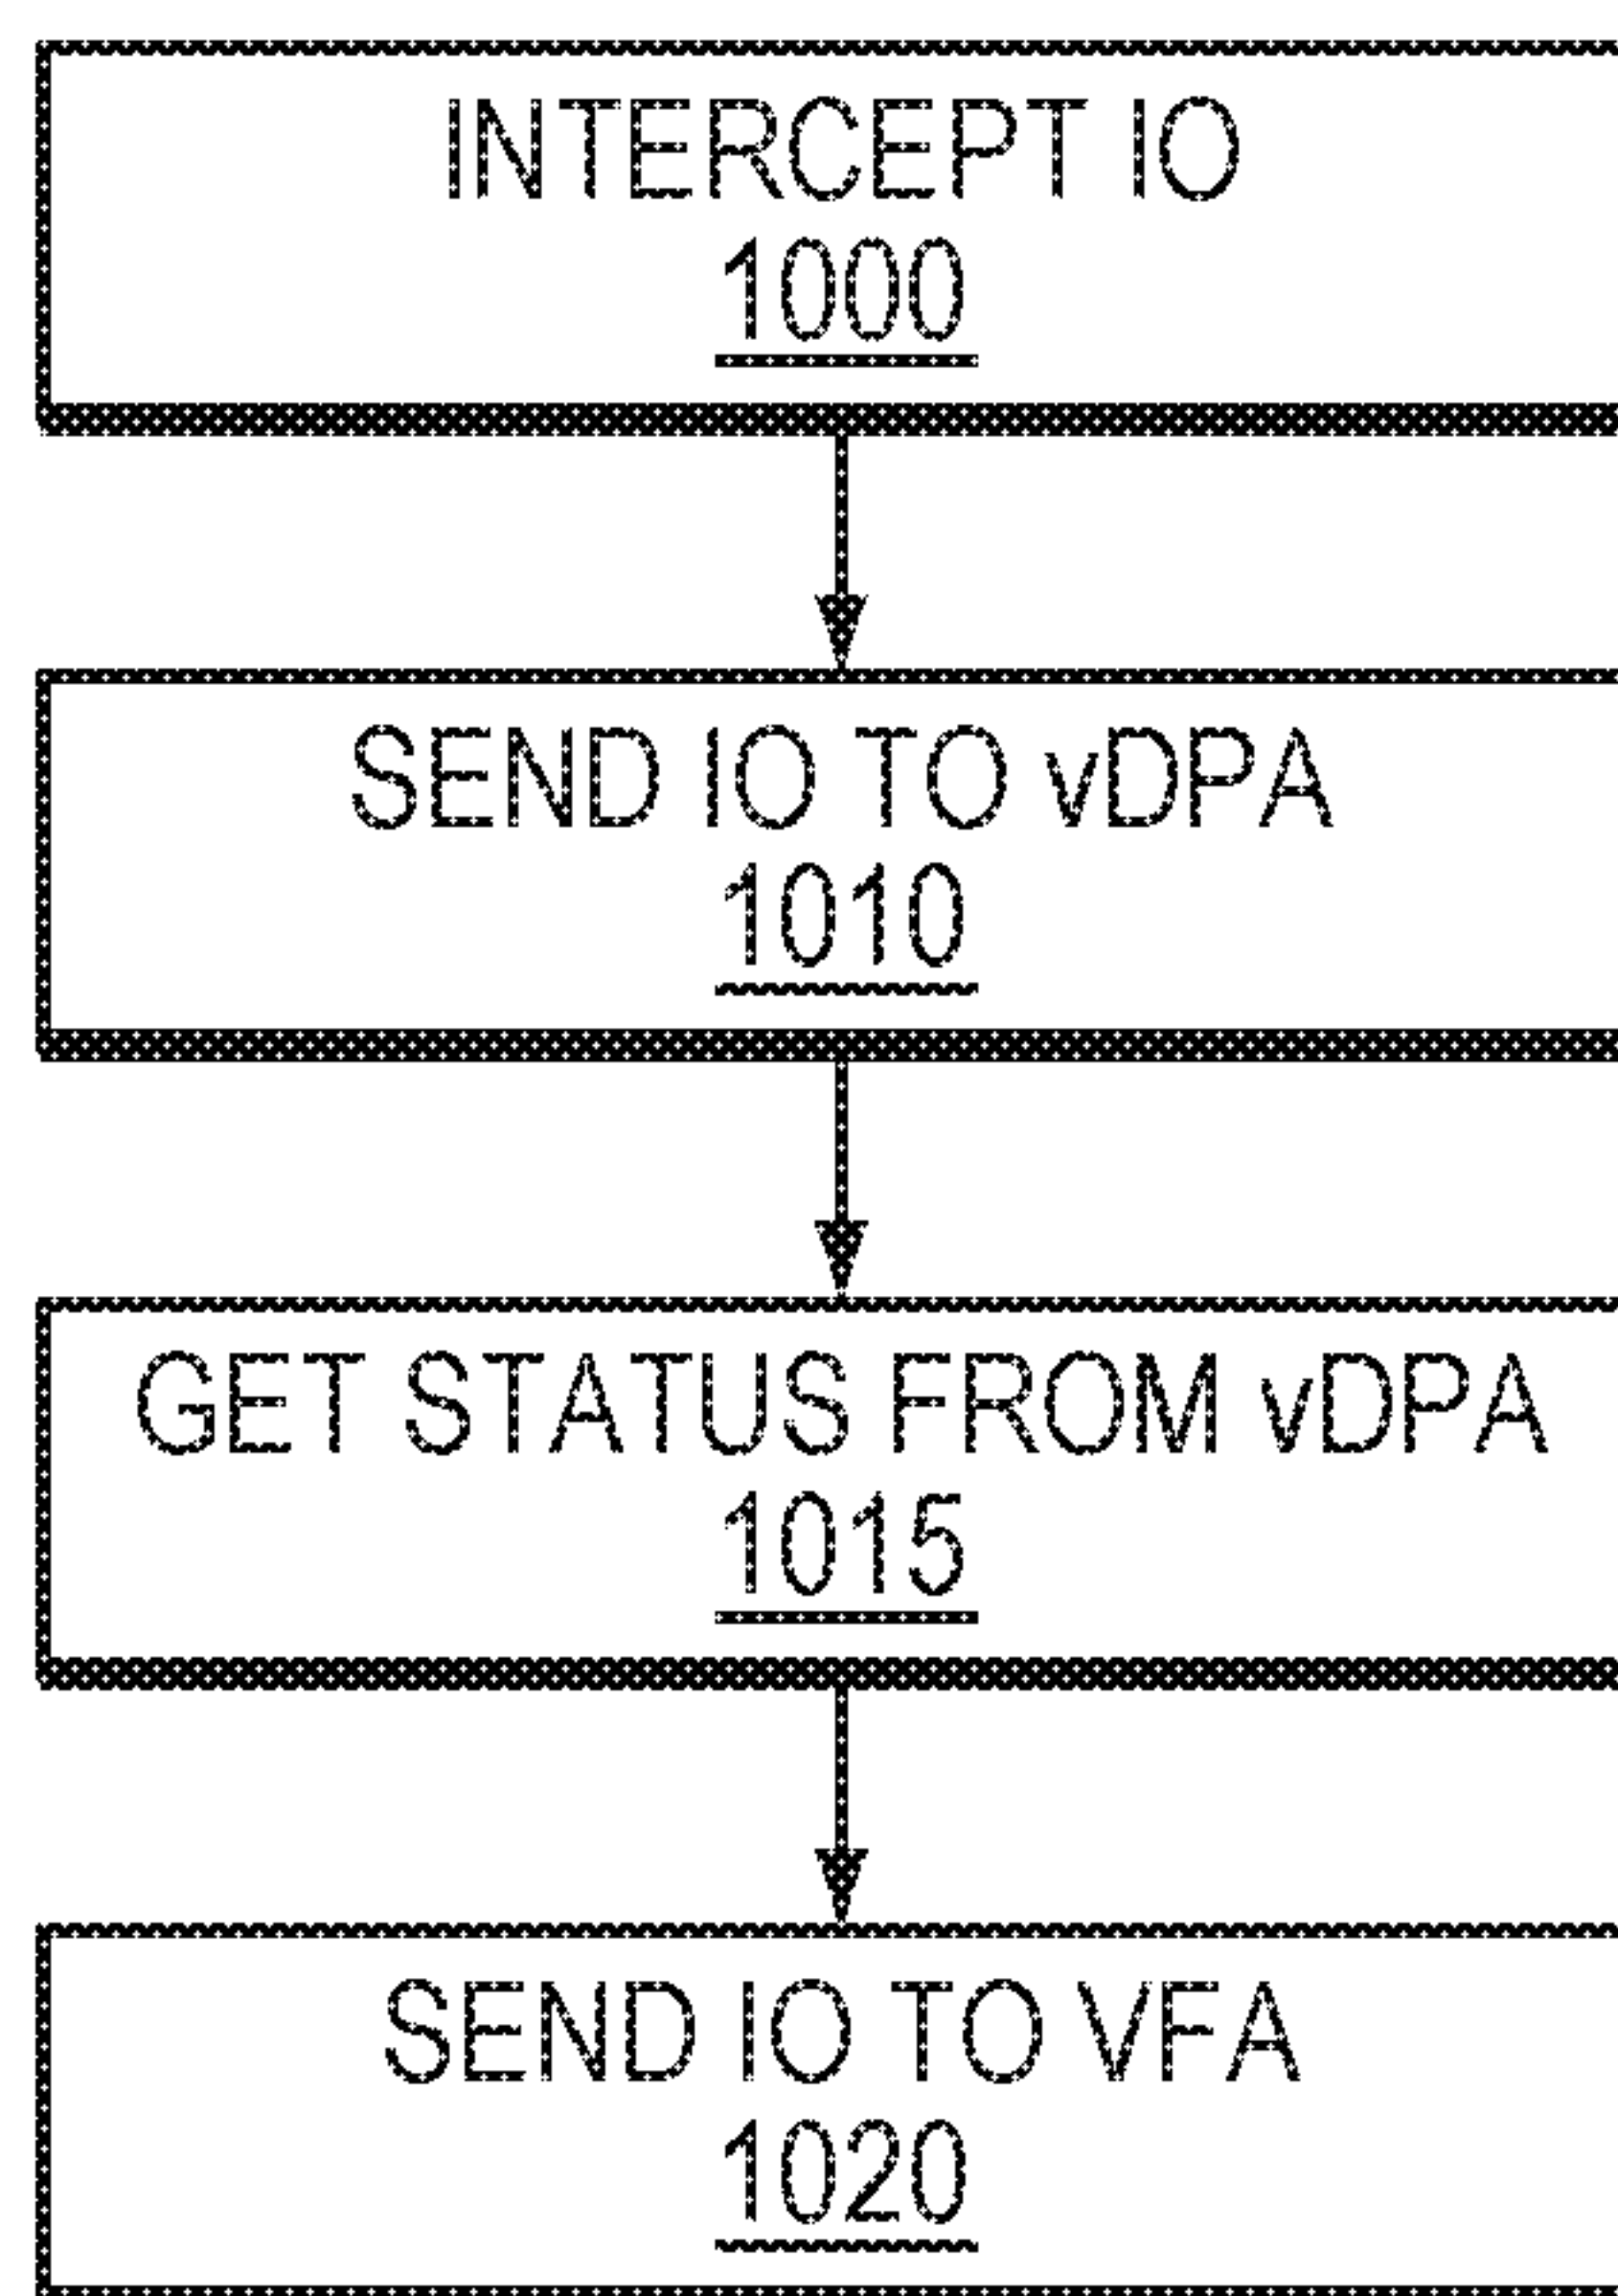 INTERCEPT IO
1000
SEND IO TO vDPA
1010
GET STATUS FROM vDPA
1015
SEND IO TO VFA
1020